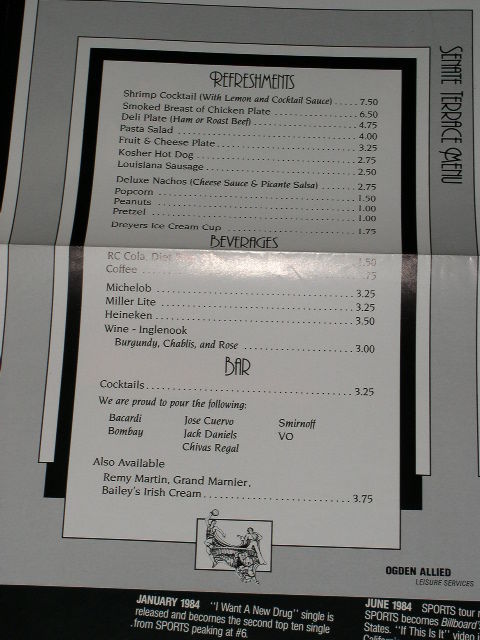 SENATE TERRACE MENU
REFRESHMENTS
Shrimp Cocktail (With Lemon and Cocktail Sauce) ..... 7.50
Smoked Breast of Chicken Plate ..... 6.50
Deli Plate (Ham or Roast Beef) ..... 4.75
Pasta Salad ..... 4.00
Fruit & Cheese Plate ..... 3.25
Kosher Hot Dog ..... 2.75
Louisiana Sausage ..... 2.50
Deluxe Nachos (Cheese Sauce & Picante Salsa) ..... 2.75
Popcorn ..... 1.50
Peanuts ..... 1.00
Pretzel ..... 1.00
Dreyers Ice Cream Cup ..... 1.75
BEVERAGES
RC Cola, Diet ..... 1.50
Coffee ..... .75
Michelob ..... 3.25
Miller Lite ..... 3.25
Heineken ..... 3.50
Wine - Inglenook
Burgundy, Chablis, and Rose ..... 3.00
BAR
Cocktails ..... 3.25
We are proud to pour the following:
Bacardi Jose Cuervo Smirnoff
Bombay Jack Daniels VO
Chivas Regal
Also Available
Remy Martin, Grand Marnier,
Bailey's Irish Cream ..... 3.75
OGDEN ALLIED
LEISURE SERVICES
JANUARY 1984 "I Want A New Drug" single is
released and becomes the second top ten single
from SPORTS peaking at #6.
JUNE 1984 SPORTS tour
SPORTS becomes Billboard's
States. "If This Is It" video